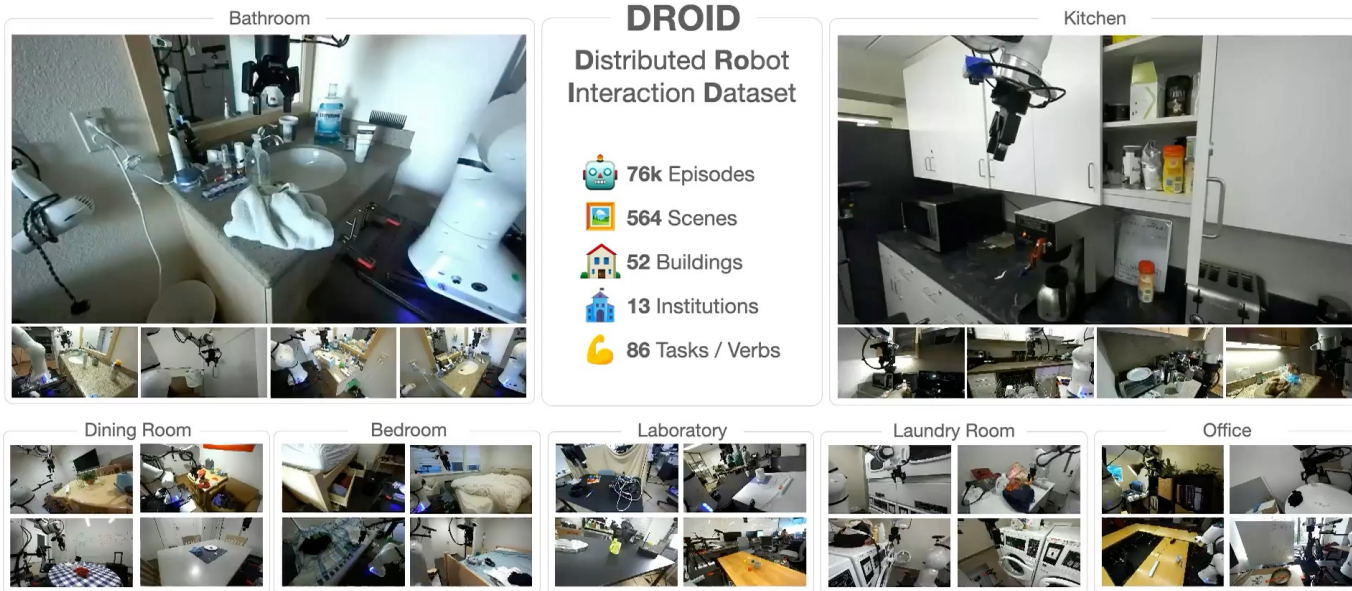 Bathroom
DROID
Distributed Robot
Interaction Dataset
76k Episodes
564 Scenes
52 Buildings
13 Institutions
86 Tasks / Verbs
Kitchen
Dining Room
Bedroom
Laboratory
Laundry Room
Office